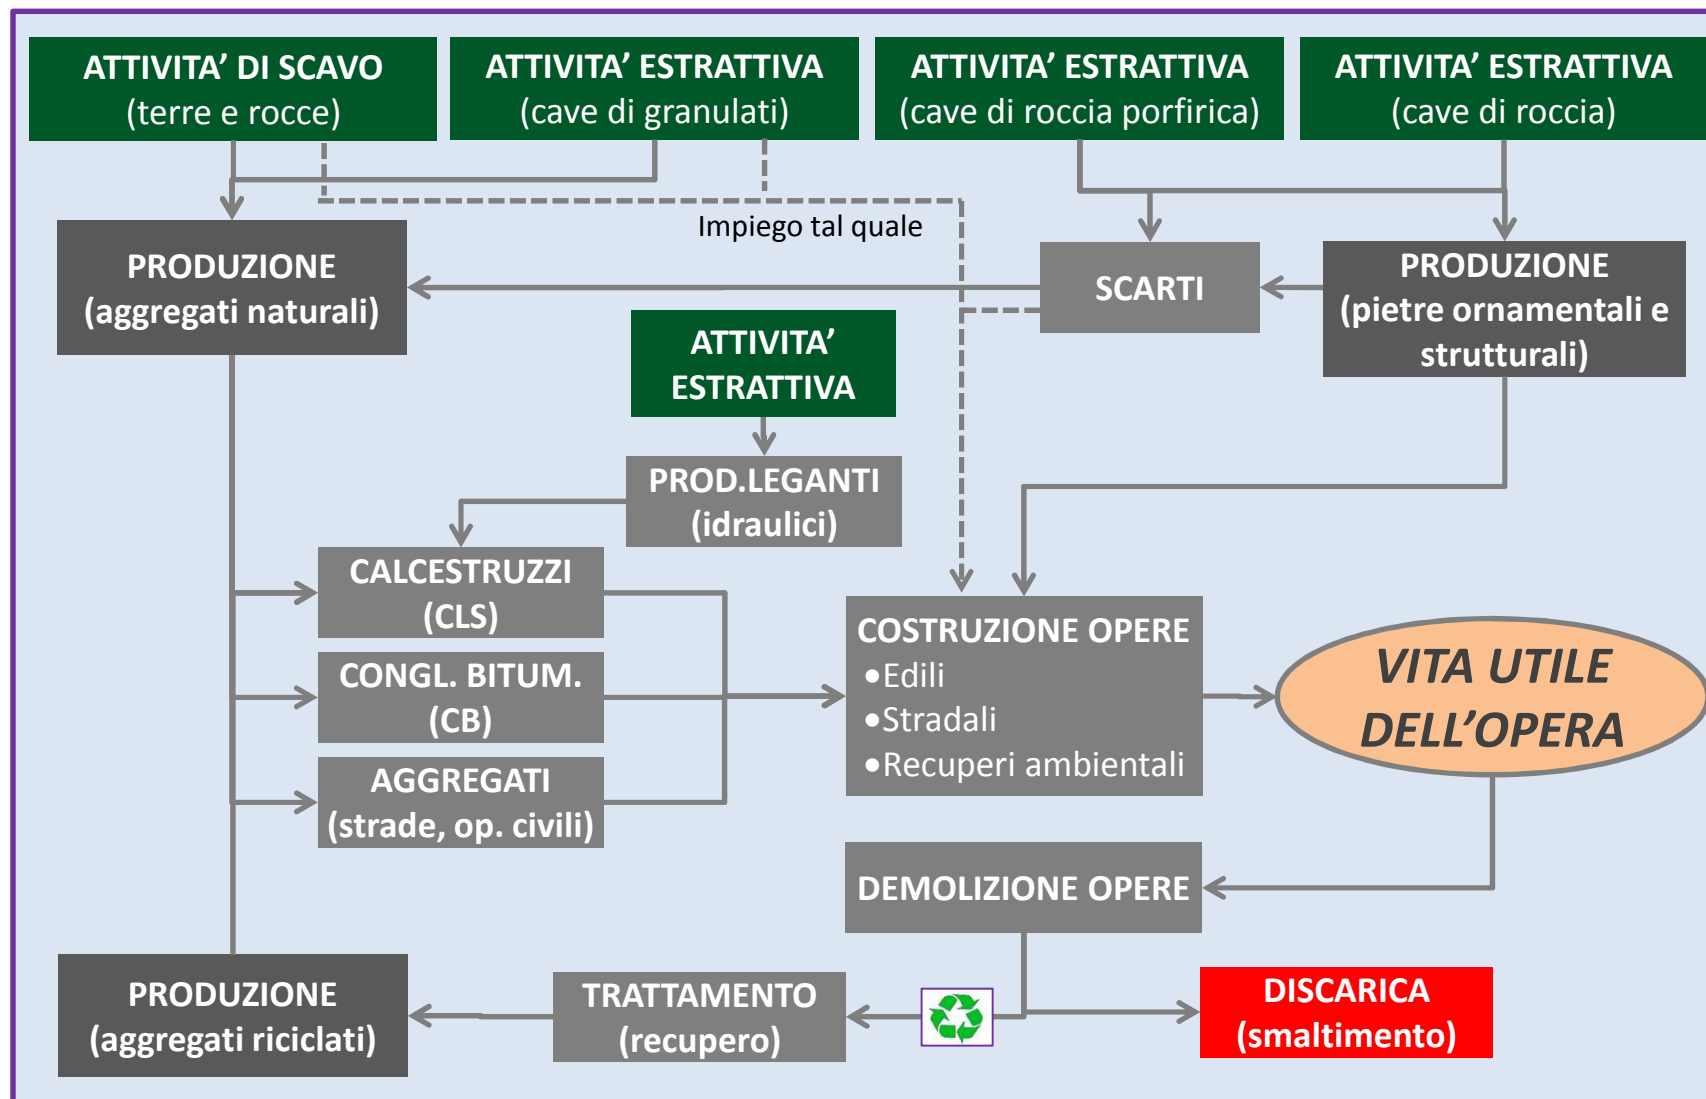 ATTIVITA’ DI SCAVO
(terre e rocce)
ATTIVITA’ ESTRATTIVA
(cave di granulati)
ATTIVITA’ ESTRATTIVA
(cave di roccia porfirica)
ATTIVITA’ ESTRATTIVA
(cave di roccia)
Impiego tal quale
PRODUZIONE
(aggregati naturali)
SCARTI
PRODUZIONE
(pietre ornamentali e
strutturali)
ATTIVITA’
ESTRATTIVA
PROD.LEGANTI
(idraulici)
CALCESTRUZZI
(CLS)
CONGL. BITUM.
(CB)
AGGREGATI
(strade, op. civili)
COSTRUZIONE OPERE
•Edili
•Stradali
•Recuperi ambientali
VITA UTILE
DELL’OPERA
DEMOLIZIONE OPERE
PRODUZIONE
(aggregati riciclati)
TRATTAMENTO
(recupero)
DISCARICA
(smaltimento)